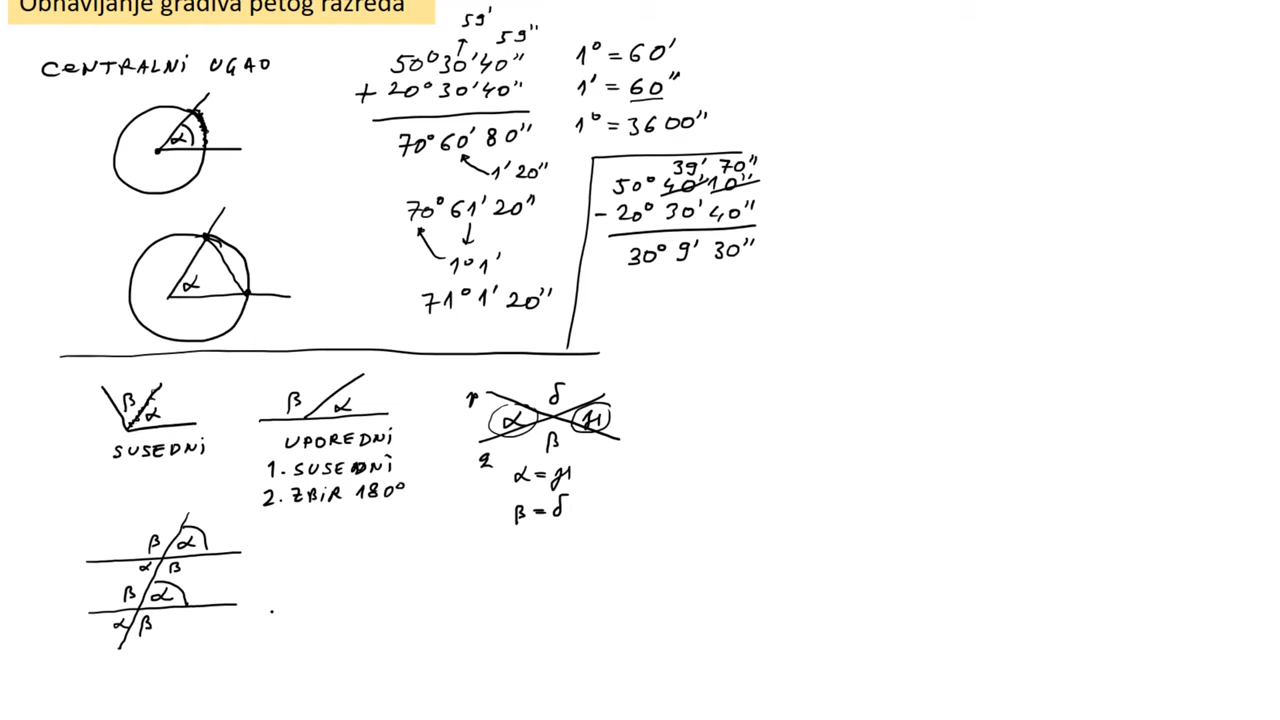 Obnavljanje gradiva petog razreda
CENTRALNI UGAO
α
α
59'
59"
50° 30' 40"
+ 20° 30' 40"
70° 60' 80"
1' 20"
70° 61' 20"
1° 1'
71° 1' 20"
1° = 60'
1' = 60"
1° = 3600"
39' 70"
50° 40' 10"
- 20° 30' 40"
30° 9' 30"
β α
SUSEDNI
β α
UPOREDNI
1. SUSEDNI
2. ZBIR 180°
p δ
α γ
β
q
α = γ
β = δ
β α
α β
β α
α β